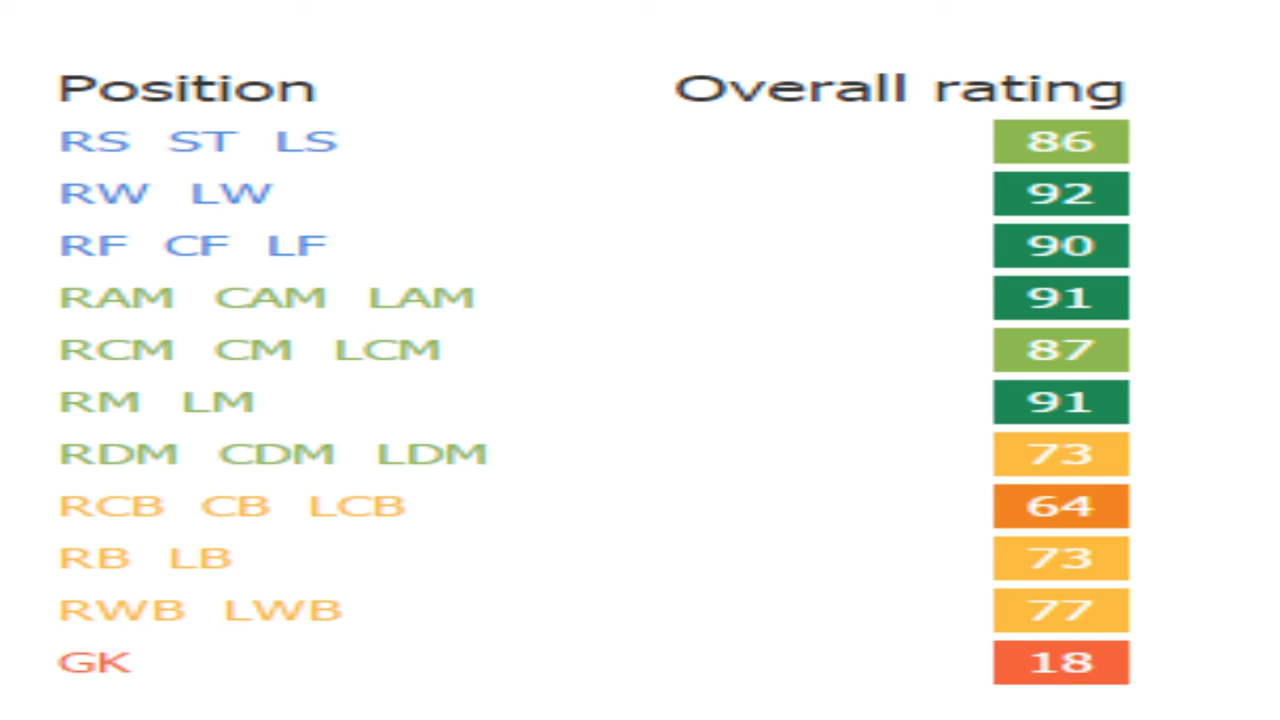 Position Overall rating
RS ST LS 86
RW LW 92
RF CF LF 90
RAM CAM LAM 91
RCM CM LCM 87
RM LM 91
RDM CDM LDM 73
RCB CB LCB 64
RB LB 73
RWB LWB 77
GK 18